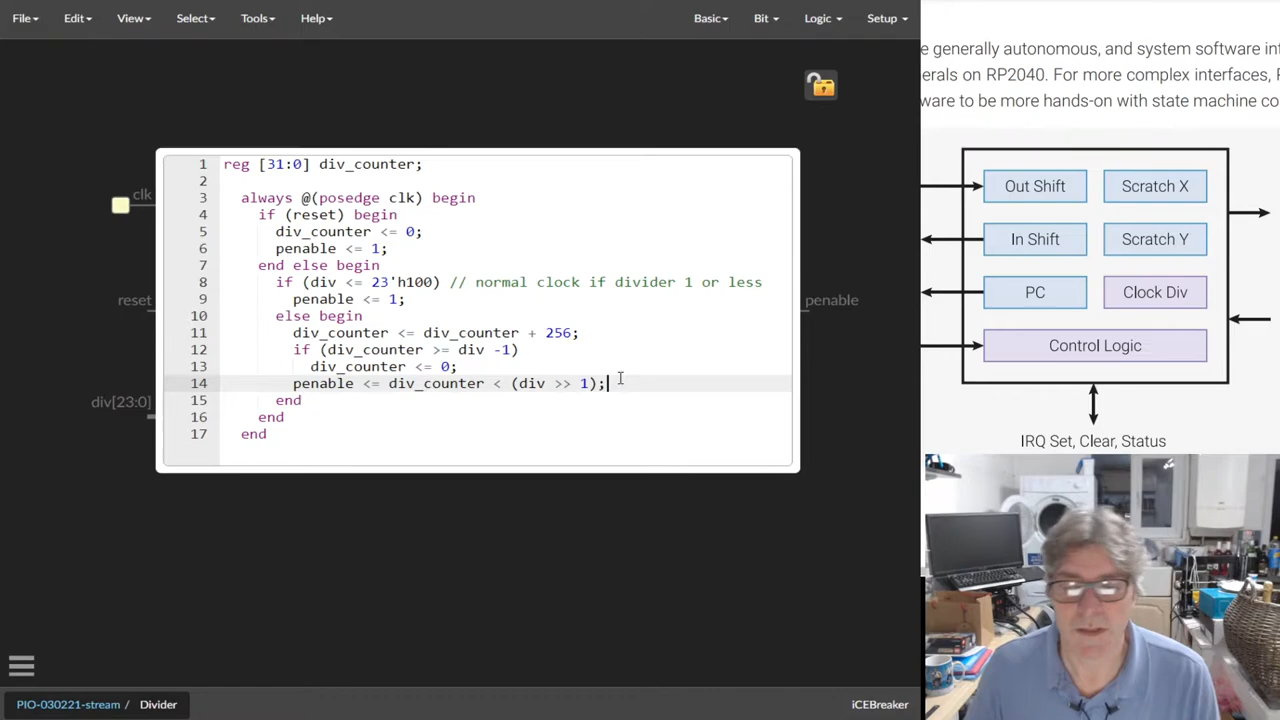 File Edit View Select Tools Help Basic Bit Logic Setup
e generally autonomous, and system software in
erals on RP2040. For more complex interfaces,
ware to be more hands-on with state machine co
clk
reset
div[23:0]
penable
1 reg [31:0] div_counter;
2
3 always @(posedge clk) begin
4 if (reset) begin
5 div_counter <= 0;
6 penable <= 1;
7 end else begin
8 if (div <= 23'h100) // normal clock if divider 1 or less
9 penable <= 1;
10 else begin
11 div_counter <= div_counter + 256;
12 if (div_counter >= div -1)
13 div_counter <= 0;
14 penable <= div_counter < (div >> 1);
15 end
16 end
17 end
Out Shift Scratch X
In Shift Scratch Y
PC Clock Div
Control Logic
IRQ Set, Clear, Status
PIO-030221-stream / Divider
iCEBreaker